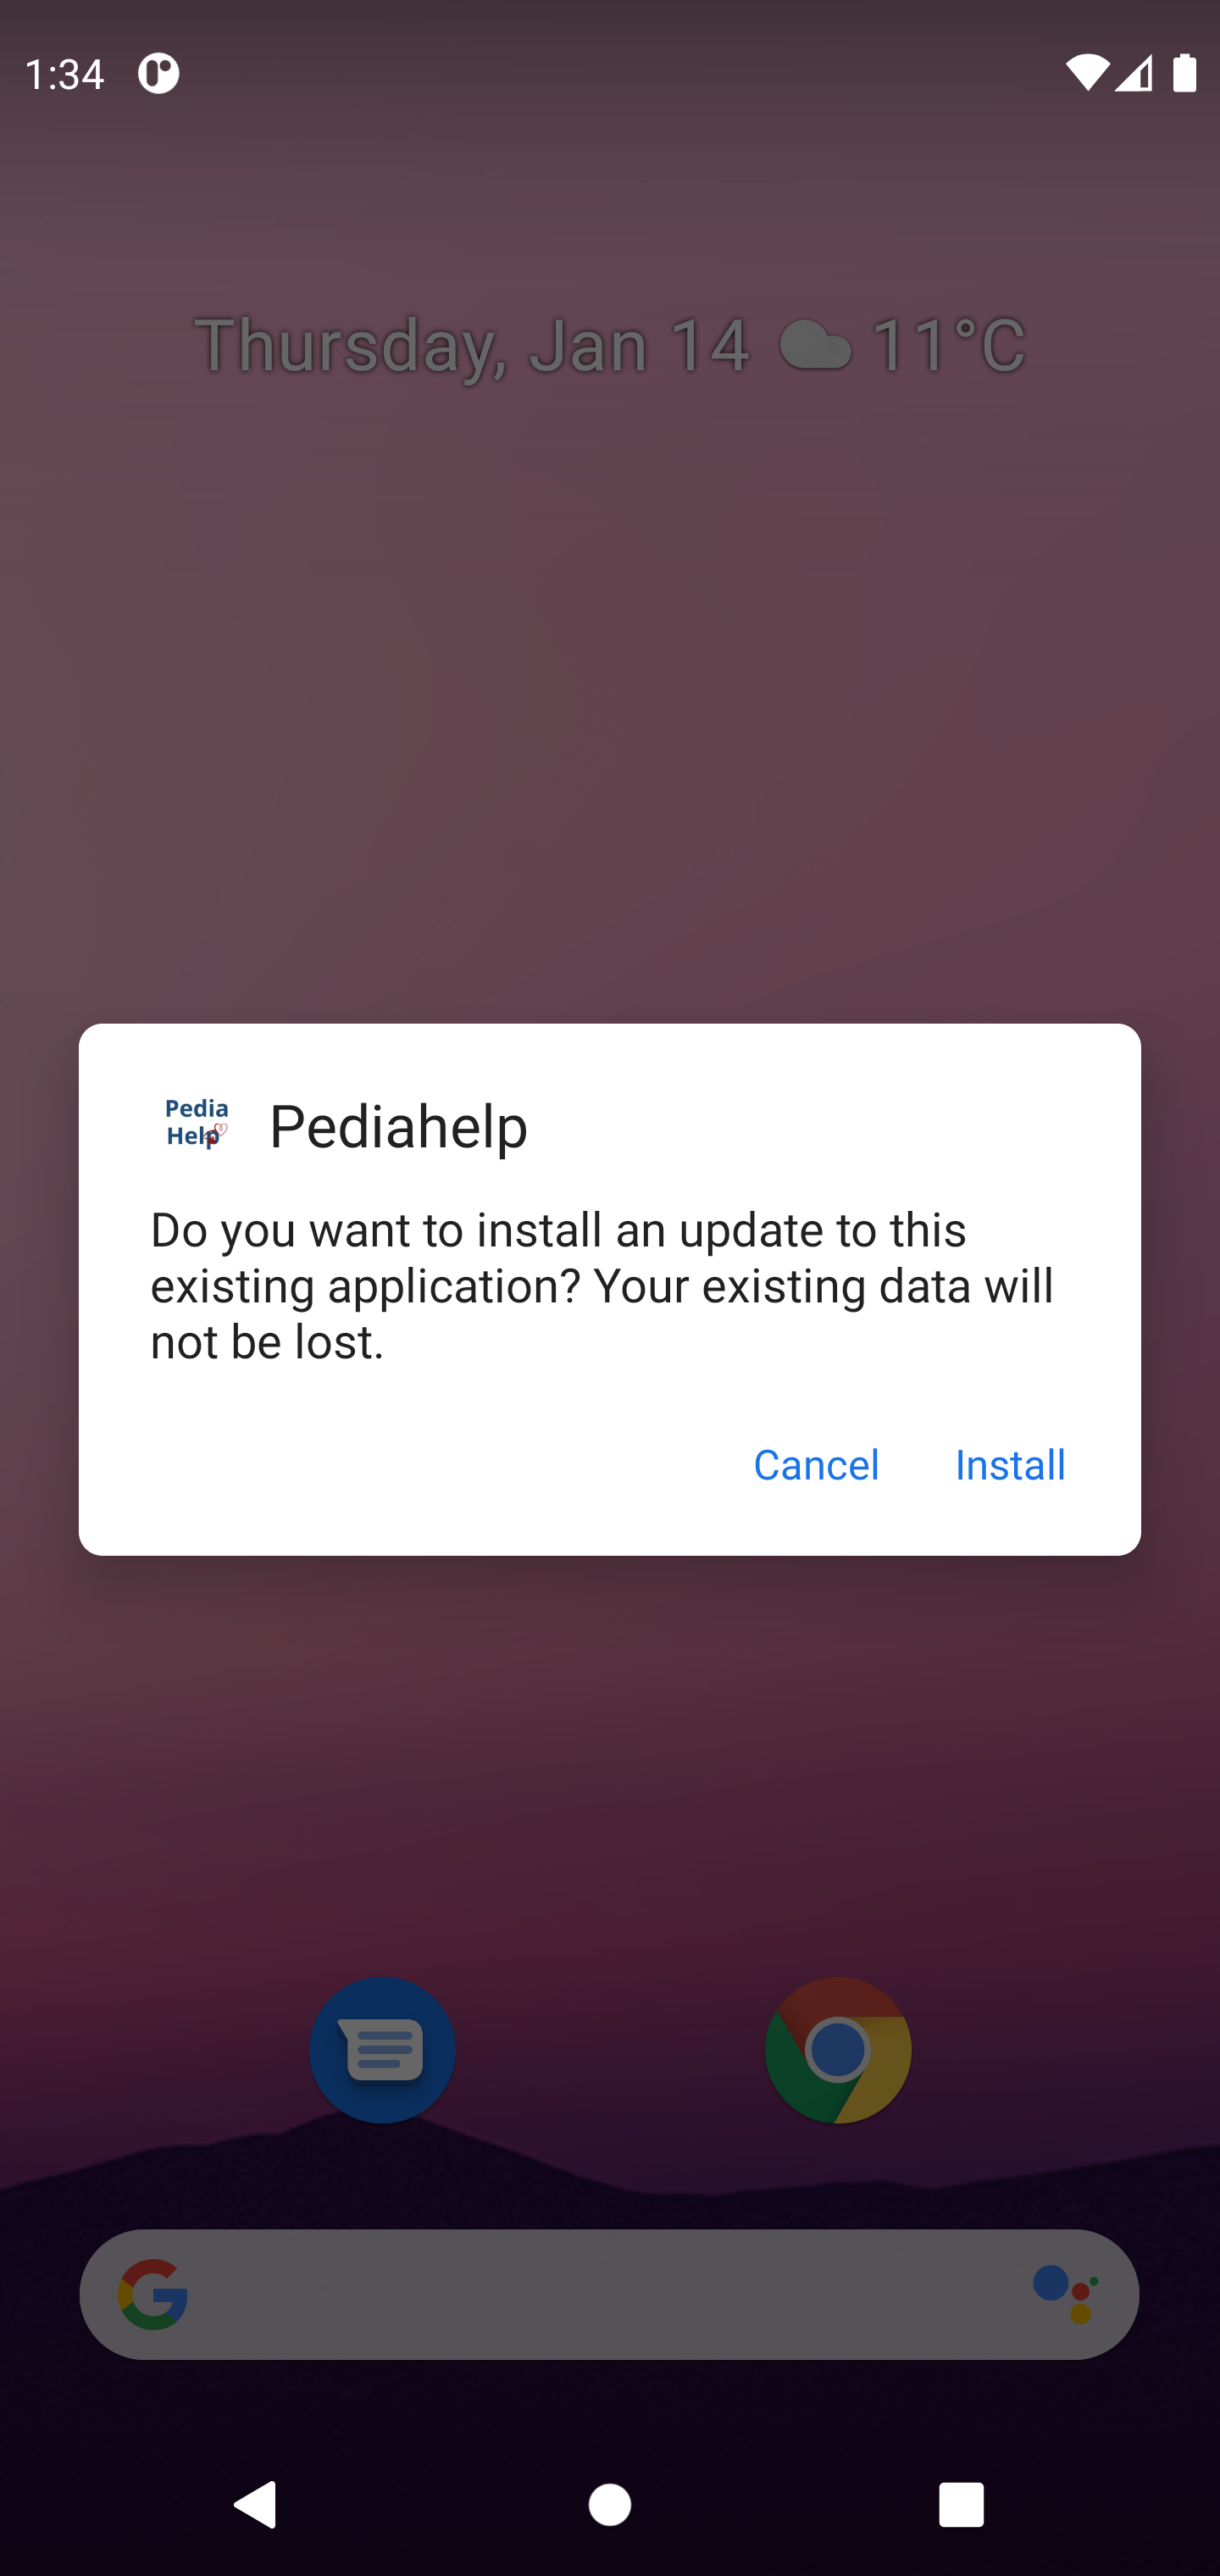 1:34
Thursday, Jan 14 11°C
Pedia
Help
Pediahelp
Do you want to install an update to this
existing application? Your existing data will
not be lost.
Cancel Install